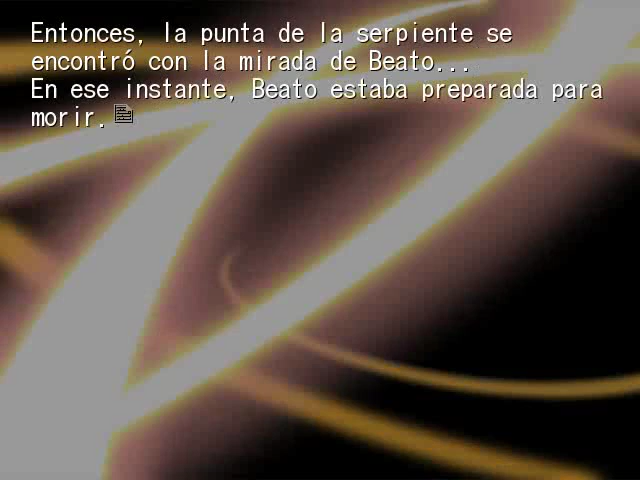 Entonces, la punta de la serpiente se
encontró con la mirada de Beato...
En ese instante, Beato estaba preparada para
morir.